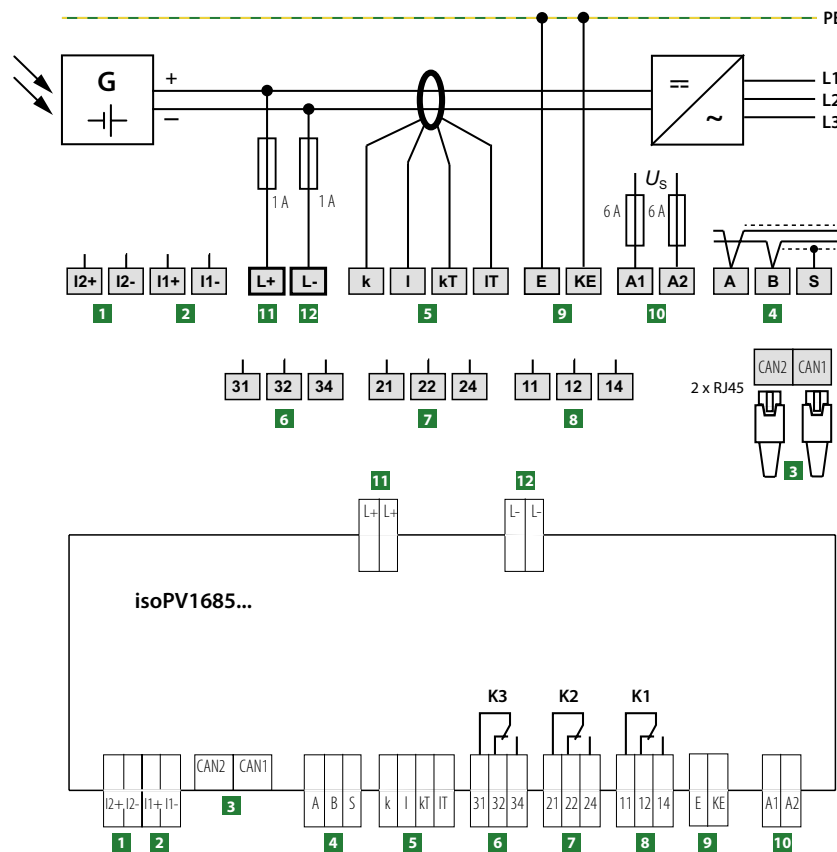 PE
G
+
−
=
~
L1
L2
L3
1 A
1 A
US
6 A
6 A
I2+ I2- I1+ I1- L+ L- k l kT lT E KE A1 A2 A B S
1 2 11 12 5 9 10 4
31 32 34 21 22 24 11 12 14
6 7 8
2 x RJ45
CAN2 CAN1
3
11 12
L+ L+ L- L-
isoPV1685...
K3 K2 K1
CAN2 CAN1
I2+ I2- I1+ I1- A B S k l kT lT 31 32 34 21 22 24 11 12 14 E KE A1 A2
1 2 3 4 5 6 7 8 9 10